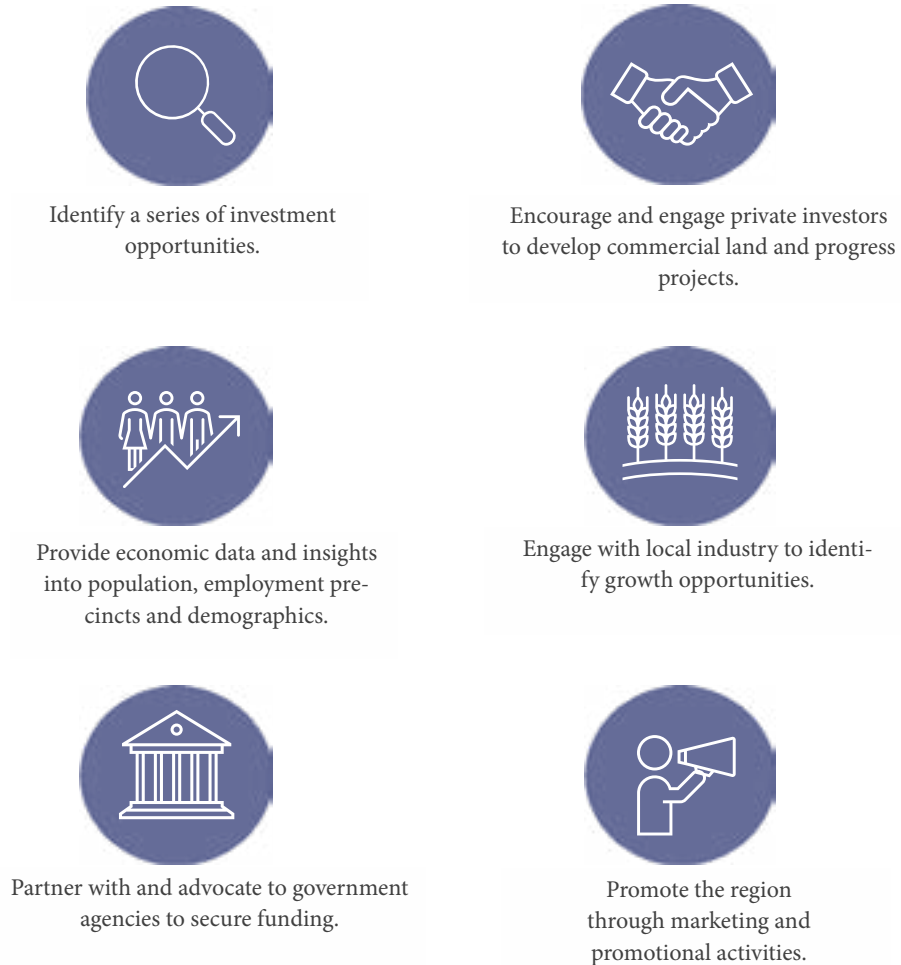 Identify a series of investment
opportunities.
Encourage and engage private investors
to develop commercial land and progress
projects.
Provide economic data and insights
into population, employment pre-
cincts and demographics.
Engage with local industry to identi-
fy growth opportunities.
Partner with and advocate to government
agencies to secure funding.
Promote the region
through marketing and
promotional activities.